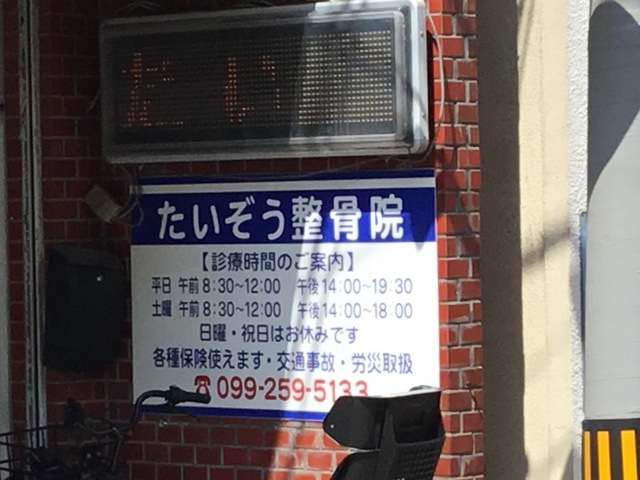 だい
たいぞう整骨院
【診療時間のご案内】
平日 午前 8:30~12:00 午後 14:00~19:30
土曜 午前 8:30~12:00 午後 14:00~18:00
日曜・祝日はお休みです
各種保険使えます・交通事故・労災取扱
☎099-259-5133